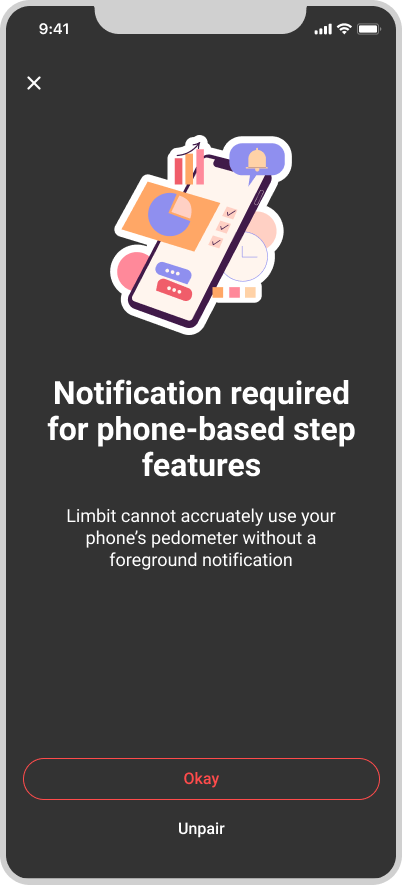 9:41
Notification required
for phone-based step
features
Limbit cannot accruately use your
phone's pedometer without a
foreground notification
Okay
Unpair